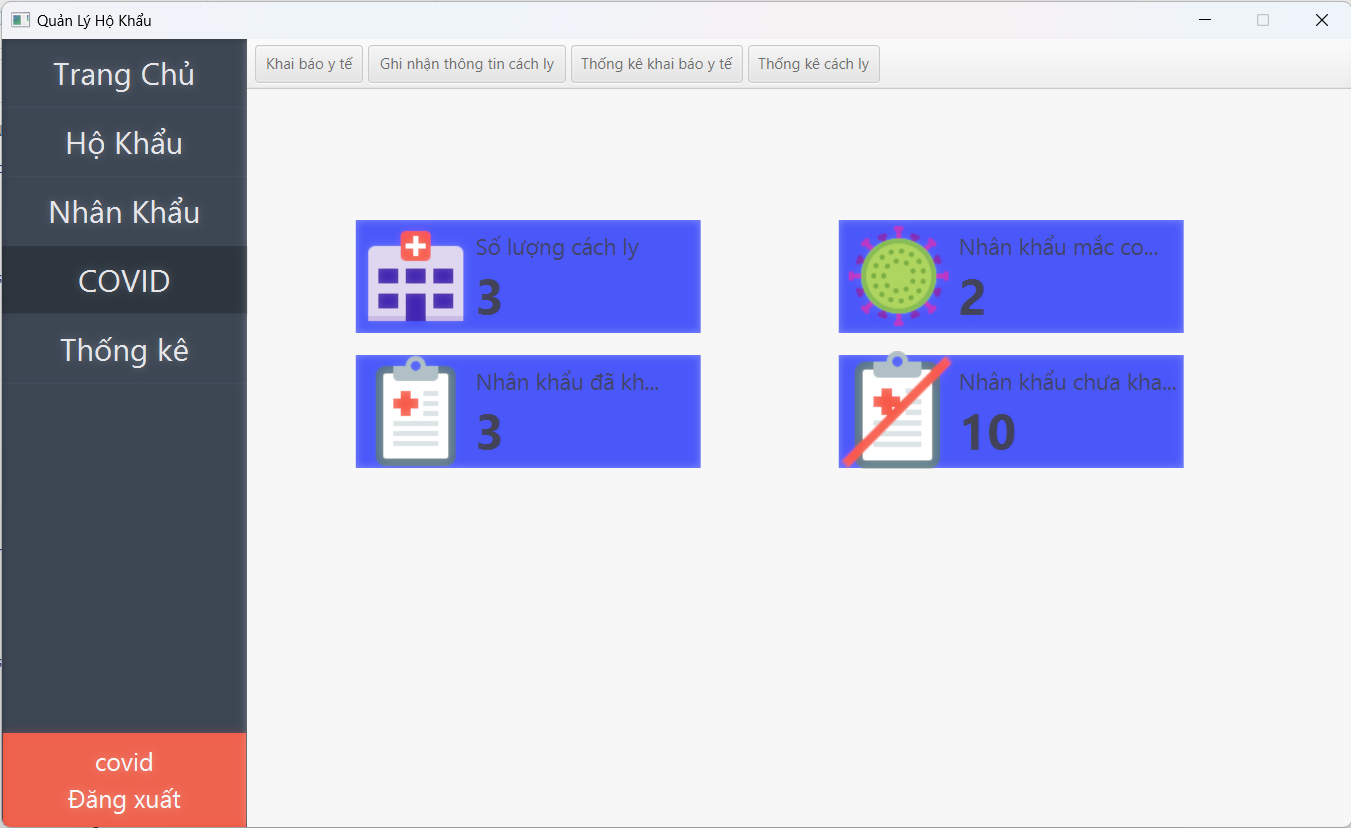 Quản Lý Hộ Khẩu
Trang Chủ
Hộ Khẩu
Nhân Khẩu
COVID
Thống kê
covid
Đăng xuất
Khai báo y tế
Ghi nhận thông tin cách ly
Thống kê khai báo y tế
Thống kê cách ly
Số lượng cách ly
3
Nhân khẩu mắc co...
2
Nhân khẩu đã kh...
3
Nhân khẩu chưa kha...
10